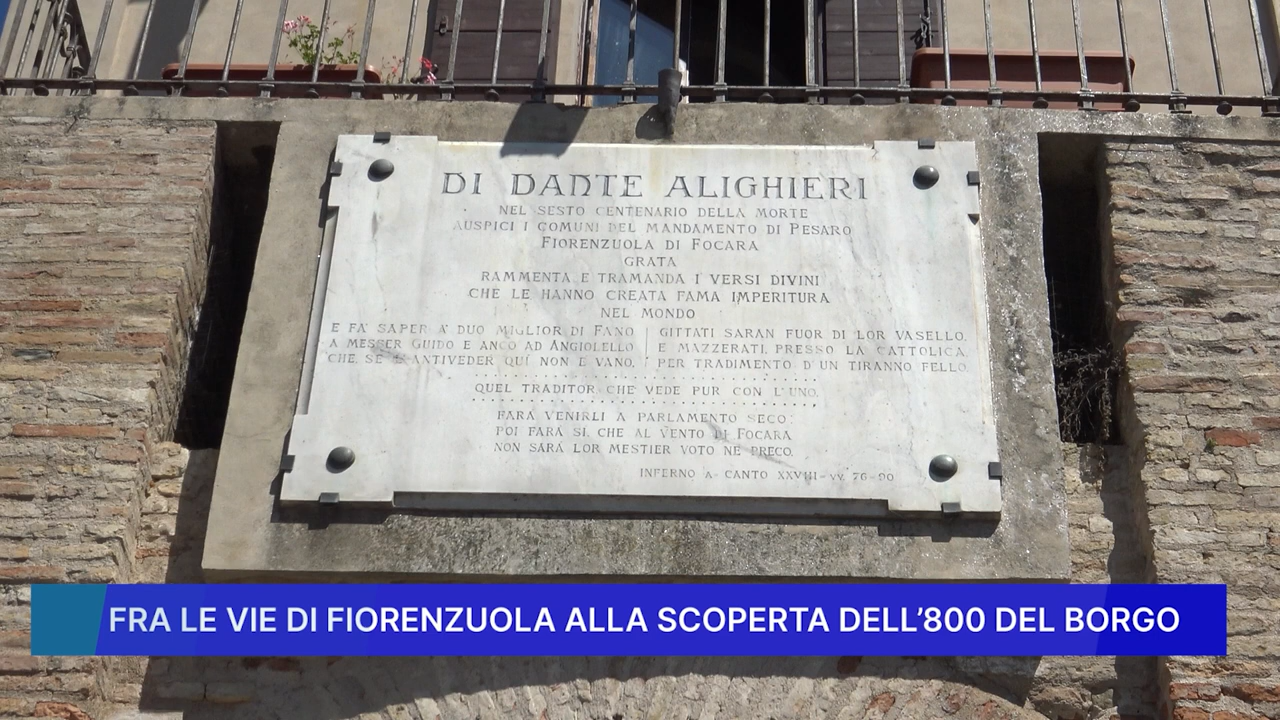 DI DANTE ALIGHIERI
NEL SESTO CENTENARIO DELLA MORTE
AUSPICI I COMUNI DEL MANDAMENTO DI PESARO
FIORENZUOLA DI FOCARA
GRATA
RAMMENTA E TRAMANDA I VERSI DIVINI
CHE LE HANNO CREATA FAMA IMPERITURA
NEL MONDO
E FA' SAPER A' DUO MIGLIOR DI FANO
A MESSER GUIDO E ANCO AD ANGIOLELLO
CHE, SE L'ANTIVEDER QUI NON E VANO,
GITTATI SARAN FUOR DI LOR VASELLO,
E MAZZERATI, PRESSO LA CATTOLICA,
PER TRADIMENTO D'UN TIRANNO FELLO
QUEL TRADITOR CHE VEDE PUR CON L'UNO,
FARÀ VENIRLI A PARLAMENTO SECO:
POI FARÀ SI, CHE AL VENTO DI FOCARA
NON SARÀ LOR MESTIER VOTO NÈ PRECO.
INFERNO A CANTO XXVIII - VV. 76-90
FRA LE VIE DI FIORENZUOLA ALLA SCOPERTA DELL'800 DEL BORGO